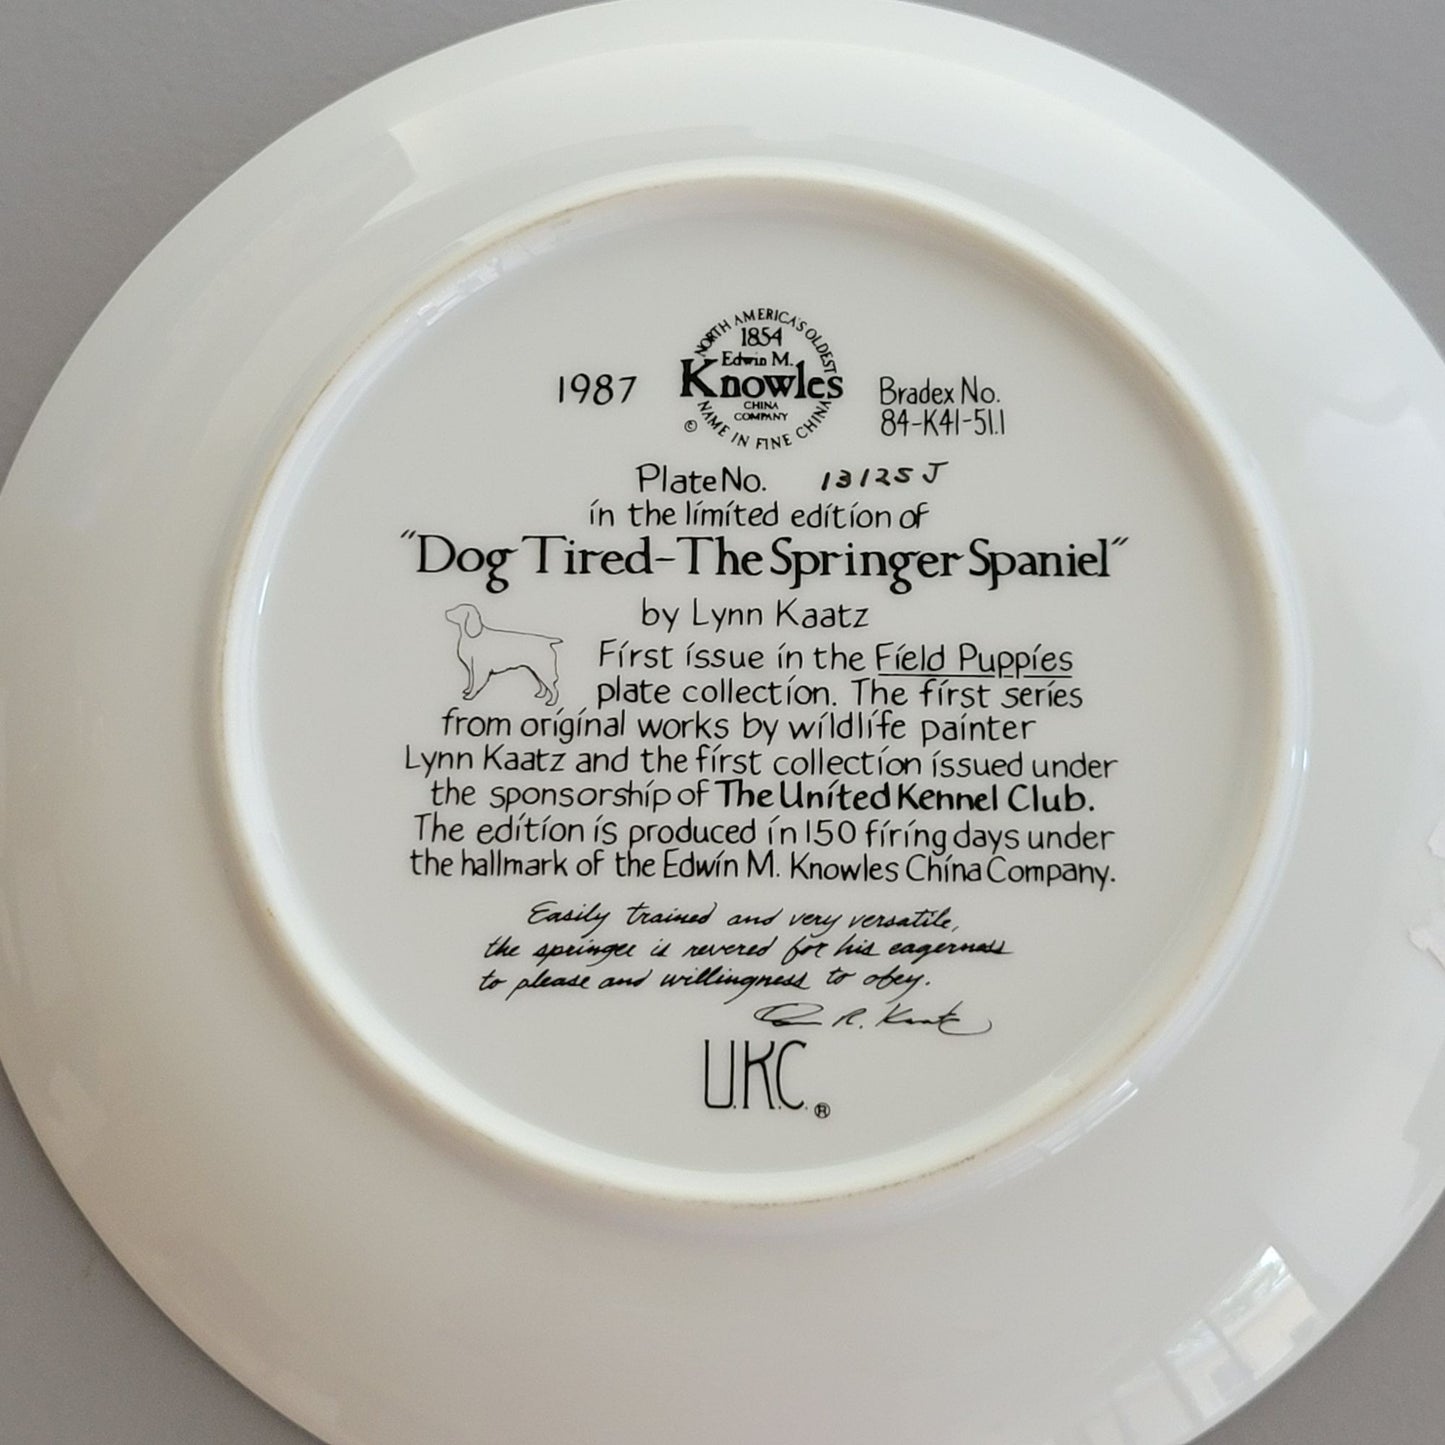 NORTH AMERICA'S OLDEST
1854
Edwin M.
1987 Knowles Bradex No.
CHINA
COMPANY 84-K41-51.1
© NAME IN FINE CHINA
Plate No. 13125J
in the limited edition of
"Dog Tired-The Springer Spaniel"
by Lynn Kaatz
First issue in the Field Puppies
plate collection. The first series
from original works by wildlife painter
Lynn Kaatz and the first collection issued under
the sponsorship of The United Kennel Club.
The edition is produced in 150 firing days under
the hallmark of the Edwin M. Knowles China Company.
Easily trained and very versatile,
the springer is revered for his eagerness
to please and willingness to obey.
R. Kaatz
U.K.C.®